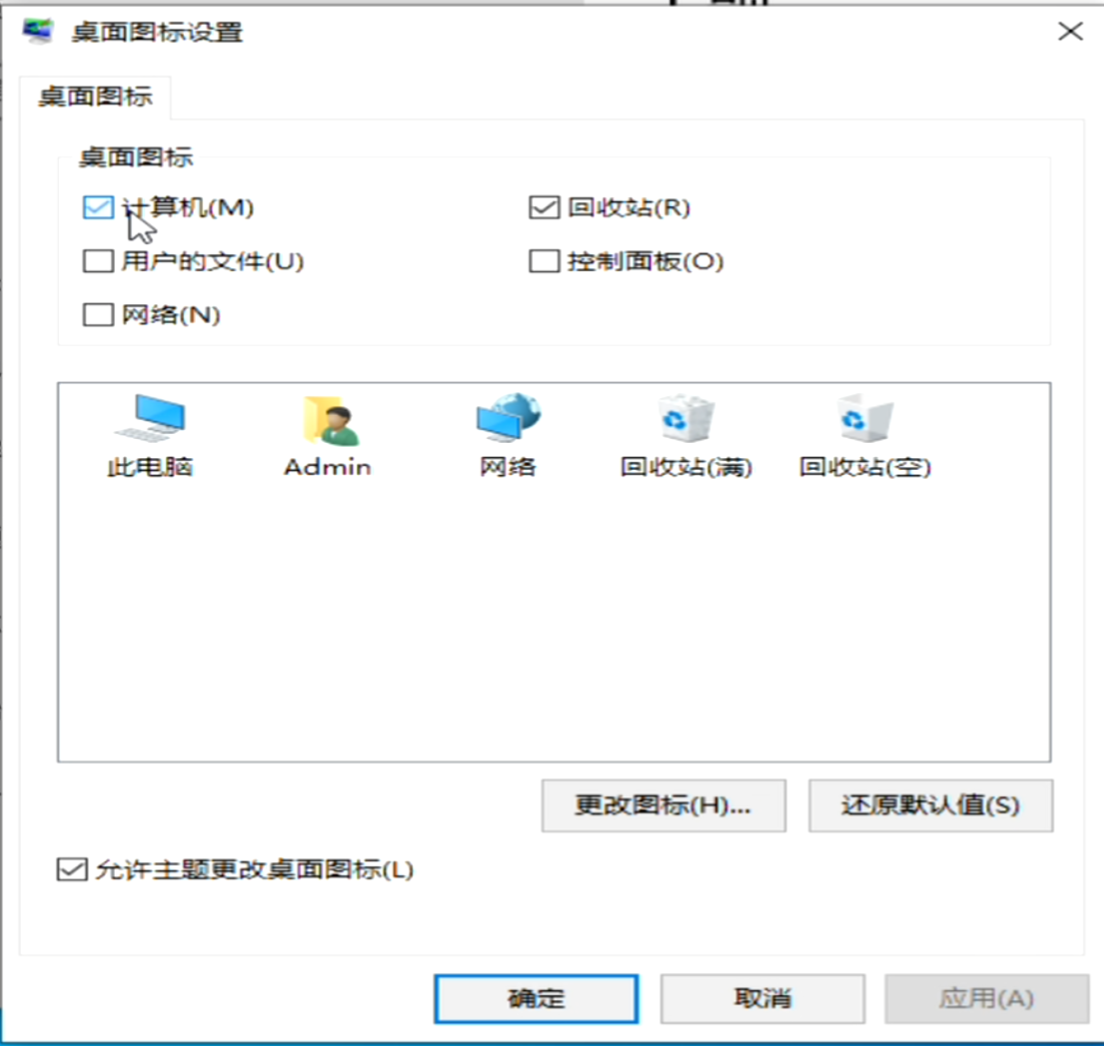 桌面图标设置
桌面图标
桌面图标
计算机(M) 回收站(R)
用户的文件(U) 控制面板(O)
网络(N)
此电脑 Admin 网络 回收站(满) 回收站(空)
更改图标(H)... 还原默认值(S)
允许主题更改桌面图标(L)
确定 取消 应用(A)